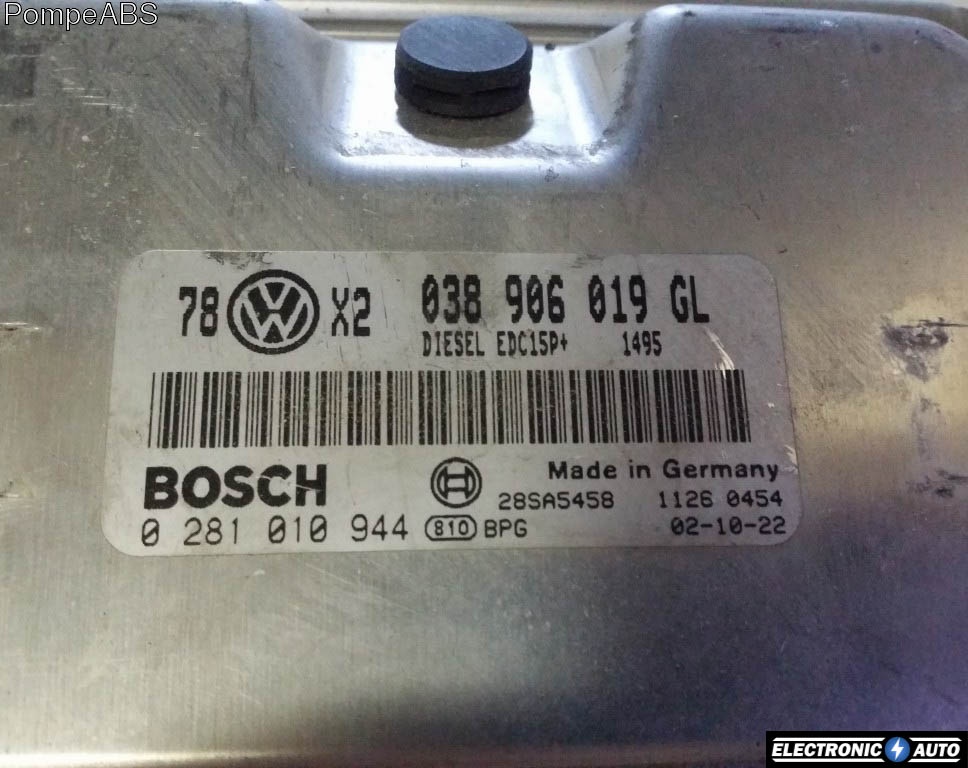 PompeABS
78 VW X2 038 906 019 GL
DIESEL EDC15P+ 1495
BOSCH
Made in Germany
28SA5458 1126 0454
0 281 010 944 810 BPG 02-10-22
ELECTRONIC AUTO